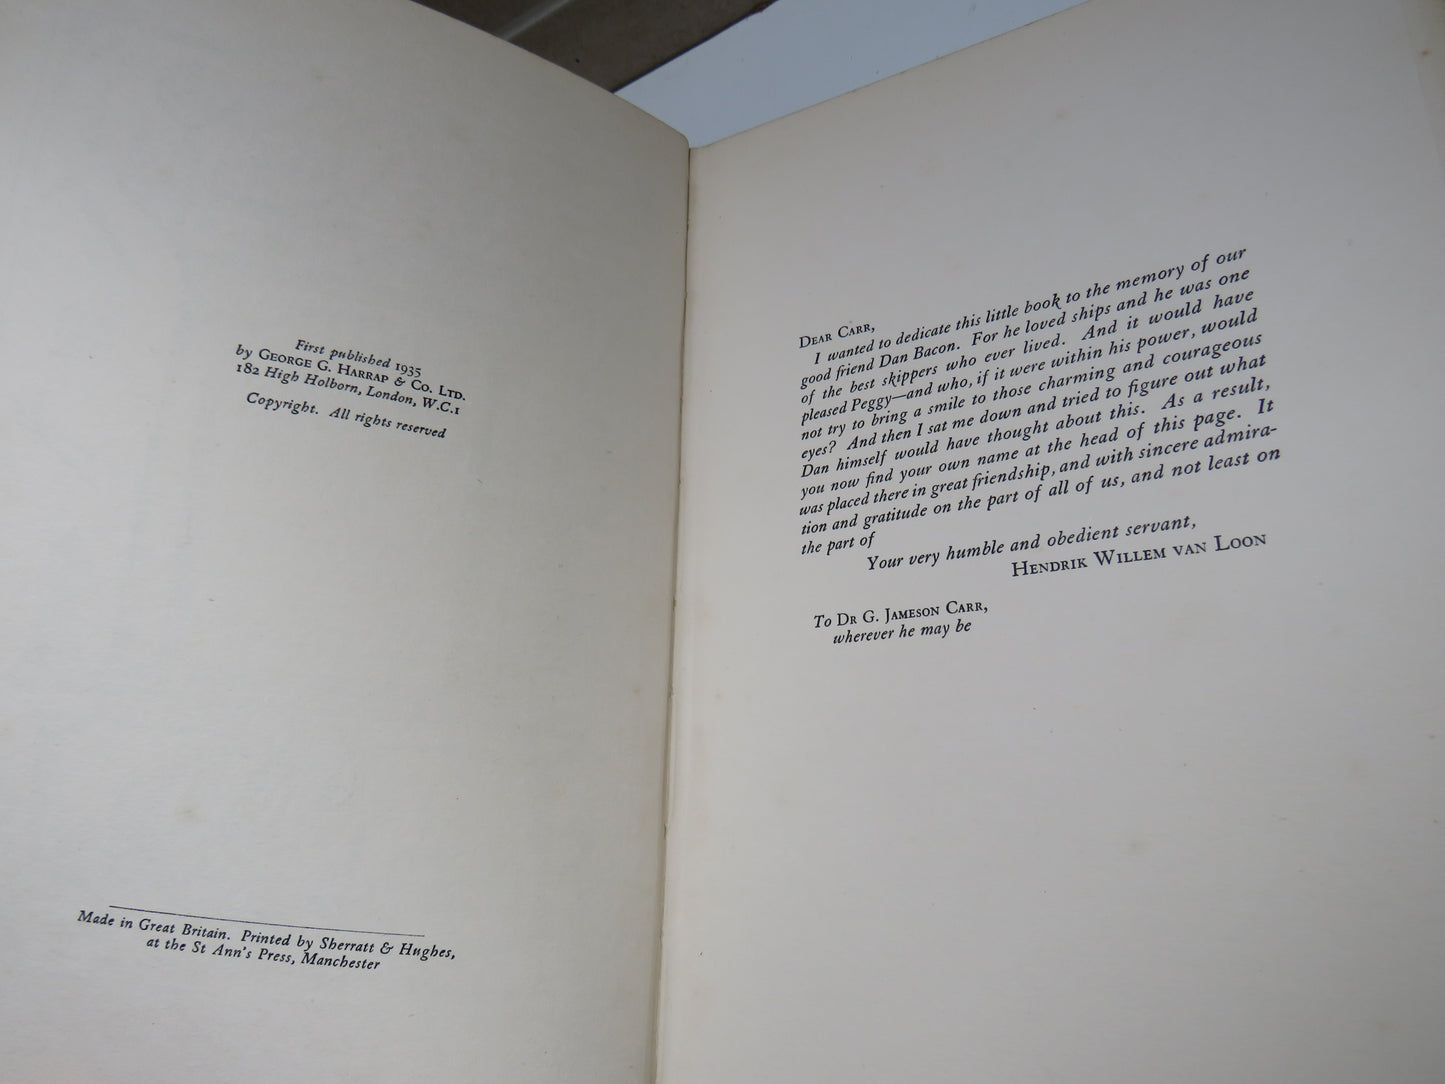 First published 1935
by GEORGE G. HARRAP & CO. LTD.
182 High Holborn, London, W.C.1
Copyright. All rights reserved
Made in Great Britain. Printed by Sherratt & Hughes,
at the St Ann's Press, Manchester
DEAR CARR,
I wanted to dedicate this little book to the memory of our
good friend Dan Bacon. For he loved ships and he was one
of the best skippers who ever lived. And it would have
pleased Peggy—and who, if it were within his power, would
not try to bring a smile to those charming and courageous
eyes? And then I sat me down and tried to figure out what
Dan himself would have thought about this. As a result,
you now find your own name at the head of this page. It
was placed there in great friendship, and with sincere admira-
tion and gratitude on the part of all of us, and not least on
the part of
Your very humble and obedient servant,
HENDRIK WILLEM VAN LOON
To DR G. JAMESON CARR,
wherever he may be